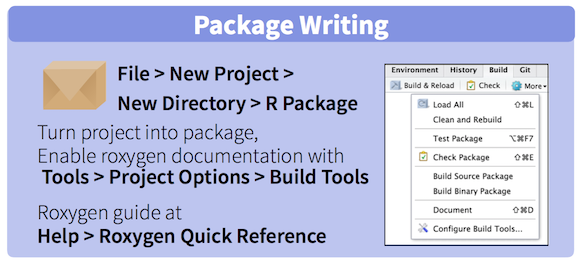 Package Writing
File > New Project >
New Directory > R Package
Turn project into package,
Enable roxygen documentation with
Tools > Project Options > Build Tools
Roxygen guide at
Help > Roxygen Quick Reference
Environment History Build Git
Build & Reload Check More
Load All ⇧⌘L
Clean and Rebuild
Test Package ⌥⌘F7
Check Package ⇧⌘E
Build Source Package
Build Binary Package
Document ⇧⌘D
Configure Build Tools...